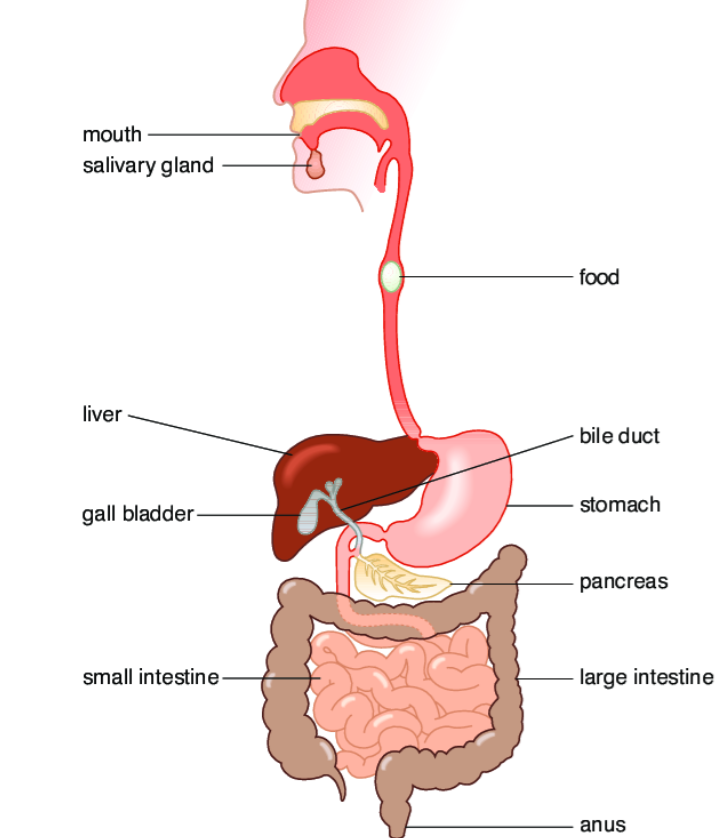 mouth
salivary gland
food
liver
bile duct
gall bladder
stomach
pancreas
small intestine
large intestine
anus